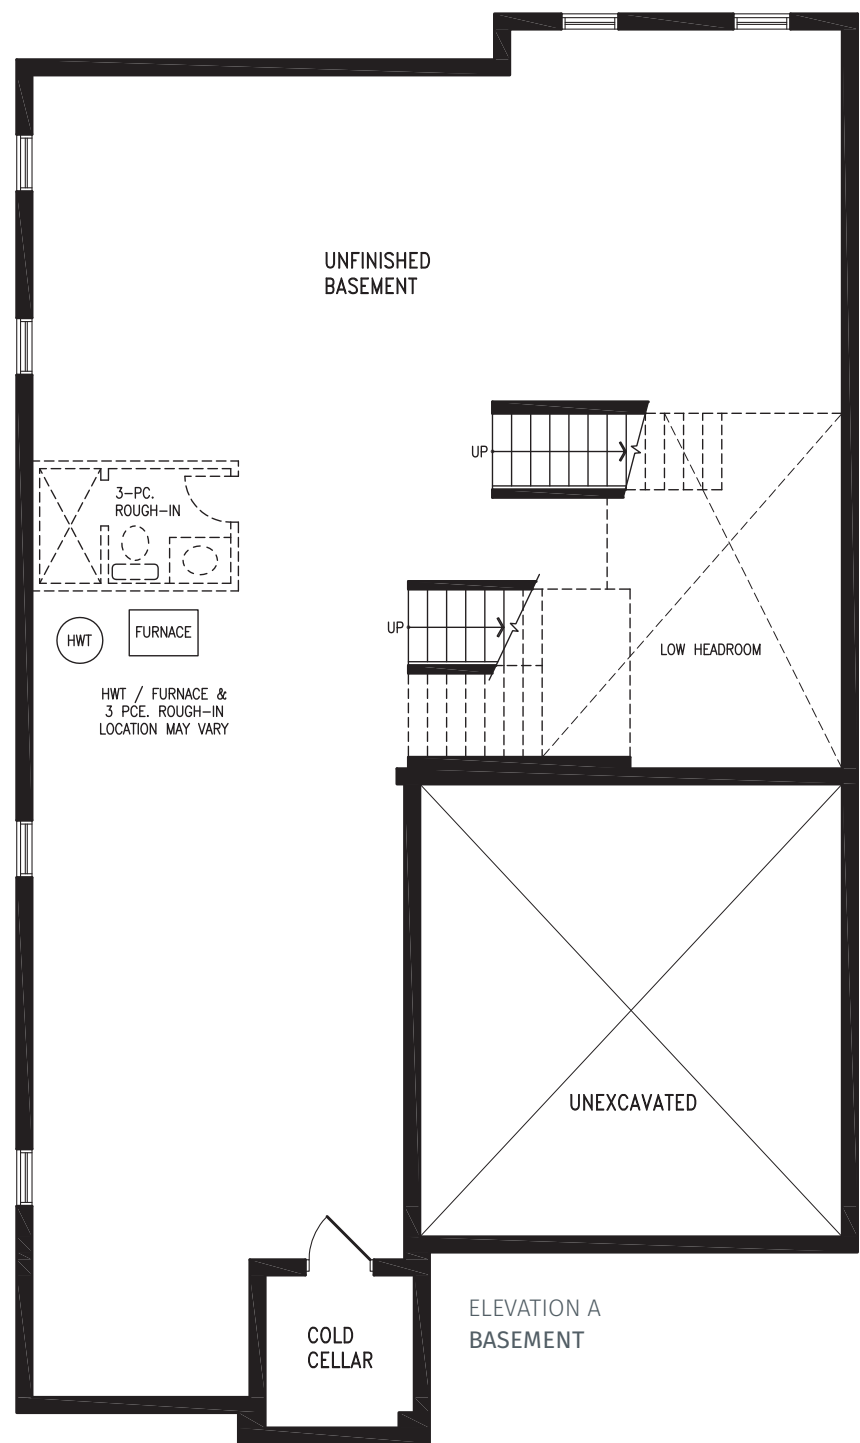 UNFINISHED
BASEMENT
UP
3-PC.
ROUGH-IN
UP
HWT
FURNACE
LOW HEADROOM
HWT / FURNACE &
3 PCE. ROUGH-IN
LOCATION MAY VARY
UNEXCAVATED
COLD
CELLAR
ELEVATION A
BASEMENT